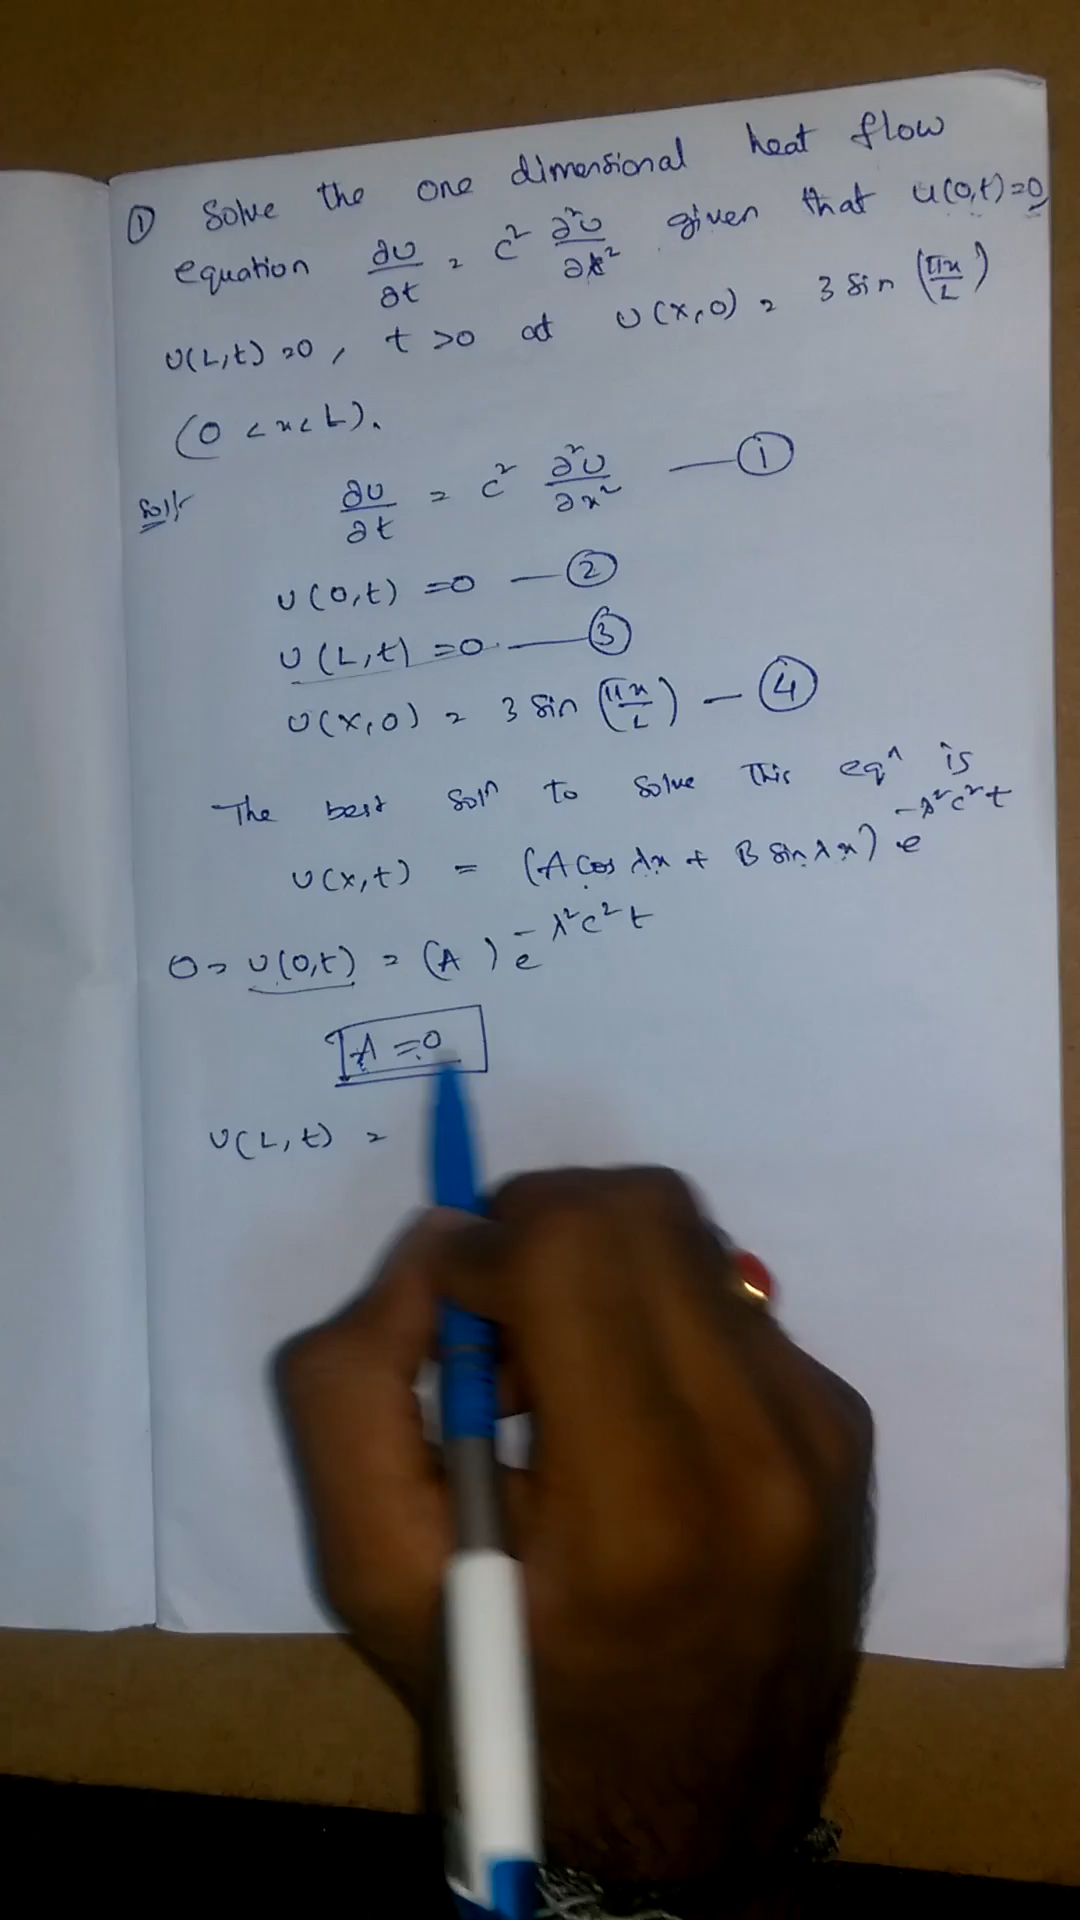 ① Solve the one dimensional heat flow
equation ∂u/∂t = c² ∂²u/∂x² given that u(0,t)=0,
u(L,t)=0, t>0 at u(x,0) = 3 sin (πx/L)
(0<x<L).
Sol:- ∂u/∂t = c² ∂²u/∂x² — ①
u(0,t) =0 — ②
u(L,t) =0. — ③
u(x,0) = 3 sin (πx/L) — ④
The best solⁿ to solve this eqⁿ is
u(x,t) = (A cos λx + B sin λx) e^{-λ²c²t}
0 = u(0,t) = (A) e^{-λ²c²t}
A = 0
u(L,t) =